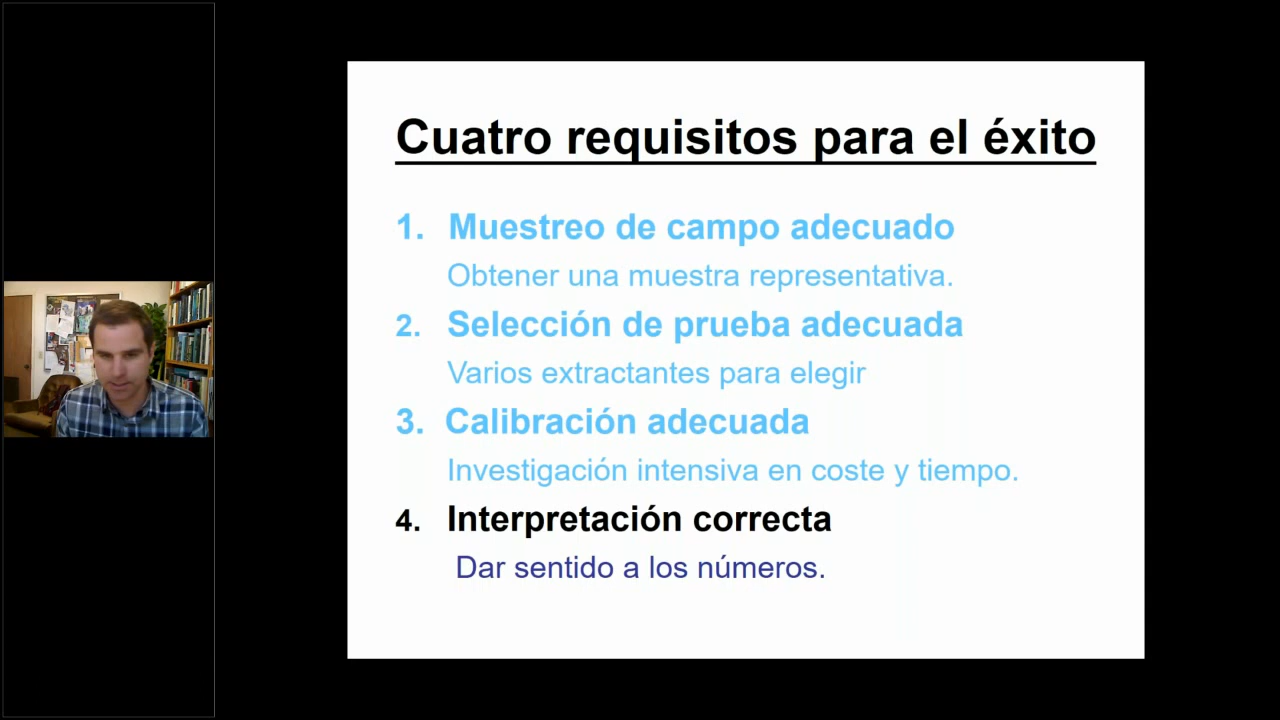 Cuatro requisitos para el éxito
1. Muestreo de campo adecuado
Obtener una muestra representativa.
2. Selección de prueba adecuada
Varios extractantes para elegir
3. Calibración adecuada
Investigación intensiva en coste y tiempo.
4. Interpretación correcta
Dar sentido a los números.